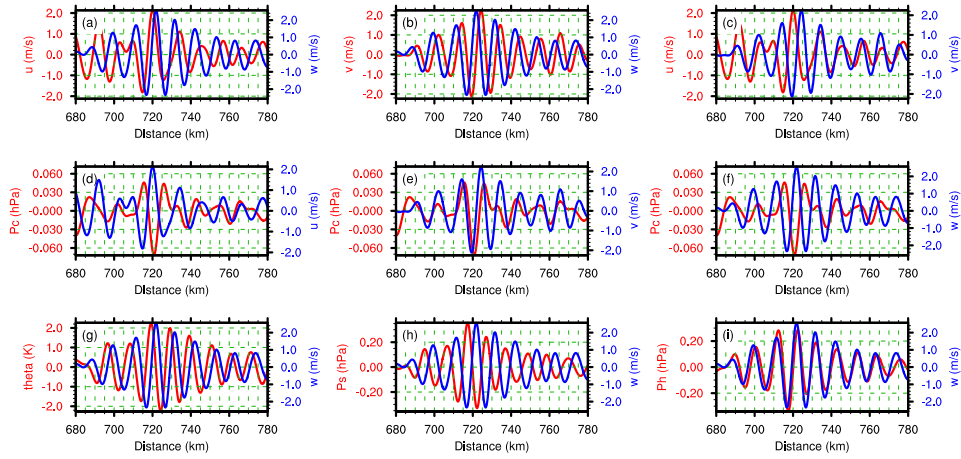 (a) (b) (c)
u (m/s) w (m/s) v (m/s) w (m/s) u (m/s) v (m/s)
2.0 1.0 0.0 -1.0 -2.0
2.0 1.0 0.0 -1.0 -2.0
2.0 1.0 0.0 -1.0 -2.0
2.0 1.0 0.0 -1.0 -2.0
2.0 1.0 0.0 -1.0 -2.0
2.0 1.0 0.0 -1.0 -2.0
680 700 720 740 760 780 680 700 720 740 760 780 680 700 720 740 760 780
Distance (km) Distance (km) Distance (km)
(d) (e) (f)
Pc (hPa) u (m/s) Pc (hPa) v (m/s) Pc (hPa) w (m/s)
0.060 0.030 -0.000 -0.030 -0.060
2.0 1.0 0.0 -1.0 -2.0
0.060 0.030 -0.000 -0.030 -0.060
2.0 1.0 0.0 -1.0 -2.0
0.060 0.030 -0.000 -0.030 -0.060
2.0 1.0 0.0 -1.0 -2.0
680 700 720 740 760 780 680 700 720 740 760 780 680 700 720 740 760 780
Distance (km) Distance (km) Distance (km)
(g) (h) (i)
theta (K) w (m/s) Ps (hPa) w (m/s) Ph (hPa) w (m/s)
2.0 1.0 0.0 -1.0 -2.0
2.0 1.0 0.0 -1.0 -2.0
0.20 0.00 -0.20
2.0 1.0 0.0 -1.0 -2.0
0.20 0.00 -0.20
2.0 1.0 0.0 -1.0 -2.0
680 700 720 740 760 780 680 700 720 740 760 780 680 700 720 740 760 780
Distance (km) Distance (km) Distance (km)